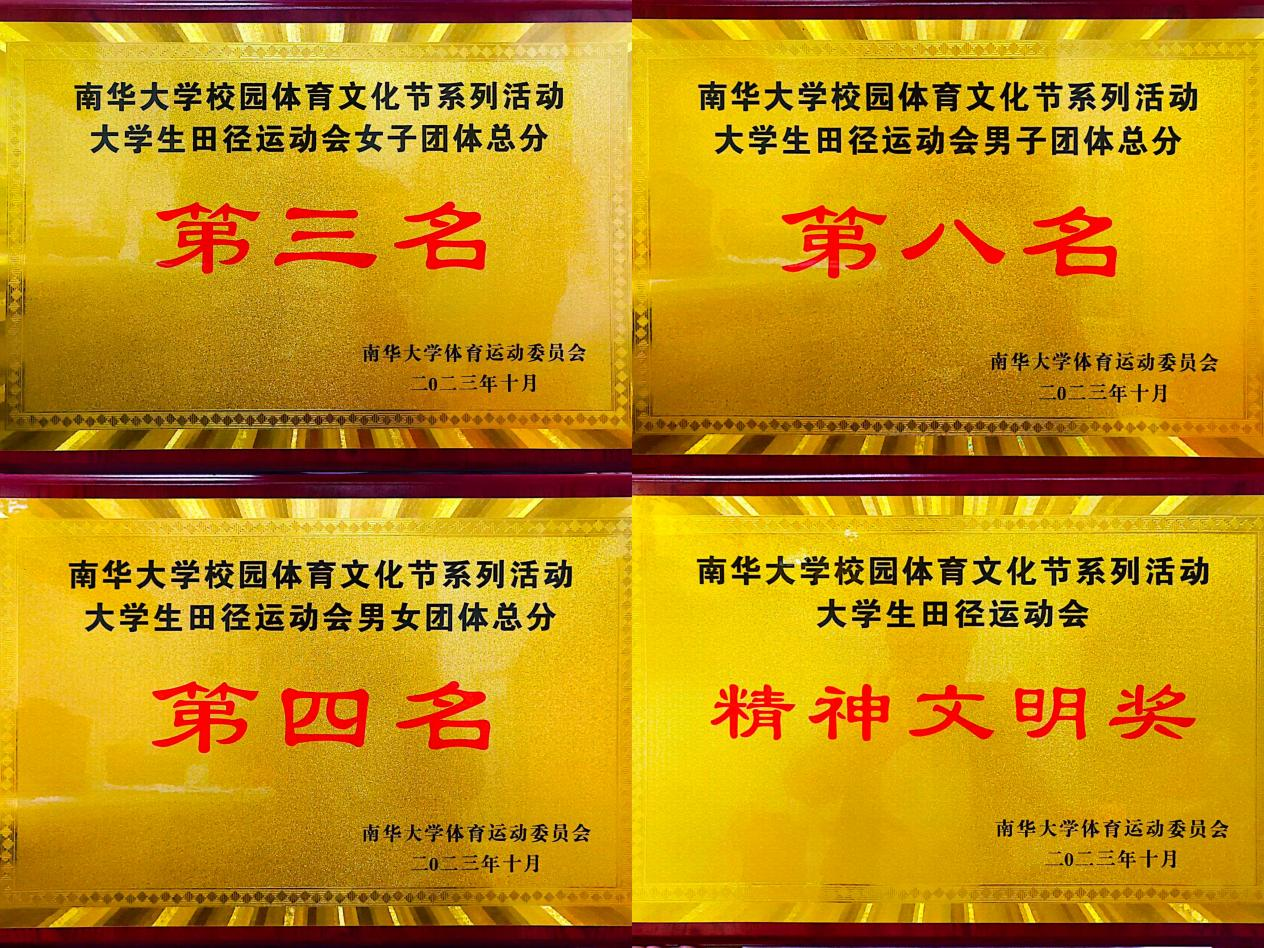 南华大学校园体育文化节系列活动
大学生田径运动会女子团体总分
第三名
南华大学体育运动委员会
二0二三年十月
南华大学校园体育文化节系列活动
大学生田径运动会男子团体总分
第八名
南华大学体育运动委员会
二0二三年十月
南华大学校园体育文化节系列活动
大学生田径运动会男女团体总分
第四名
南华大学体育运动委员会
二0二三年十月
南华大学校园体育文化节系列活动
大学生田径运动会
精神文明奖
南华大学体育运动委员会
二0二三年十月